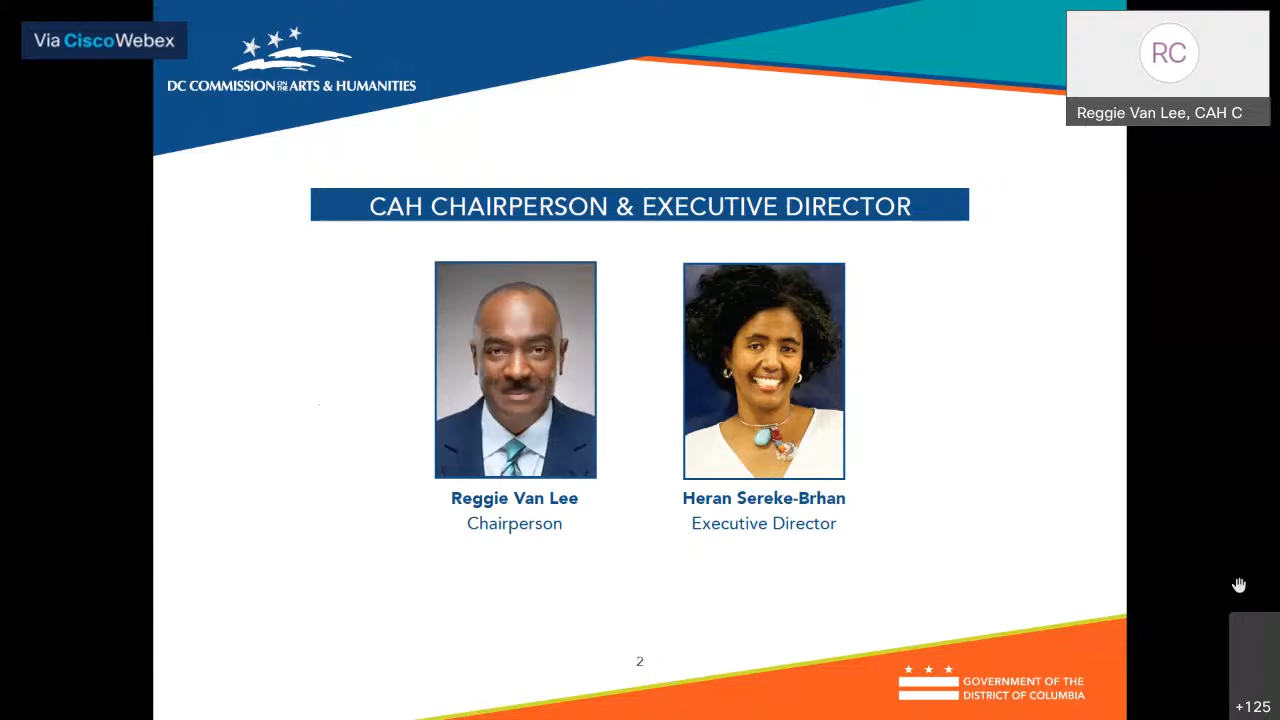 Via CiscoWebex
DC COMMISSION ON THE ARTS & HUMANITIES
RC
Reggie Van Lee, CAH C
CAH CHAIRPERSON & EXECUTIVE DIRECTOR
Reggie Van Lee
Chairperson
Heran Sereke-Brhan
Executive Director
2
GOVERNMENT OF THE
DISTRICT OF COLUMBIA
+125